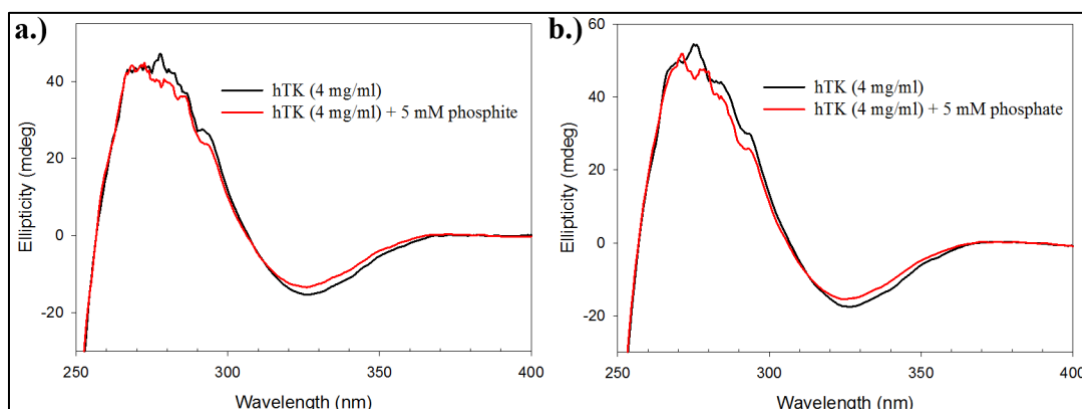 a.)
40
20
0
-20
Ellipticity (mdeg)
hTK (4 mg/ml)
hTK (4 mg/ml) + 5 mM phosphite
250 300 350 400
Wavelength (nm)
b.)
60
40
20
0
-20
Ellipticity (mdeg)
hTK (4 mg/ml)
hTK (4 mg/ml) + 5 mM phosphate
250 300 350 400
Wavelength (nm)